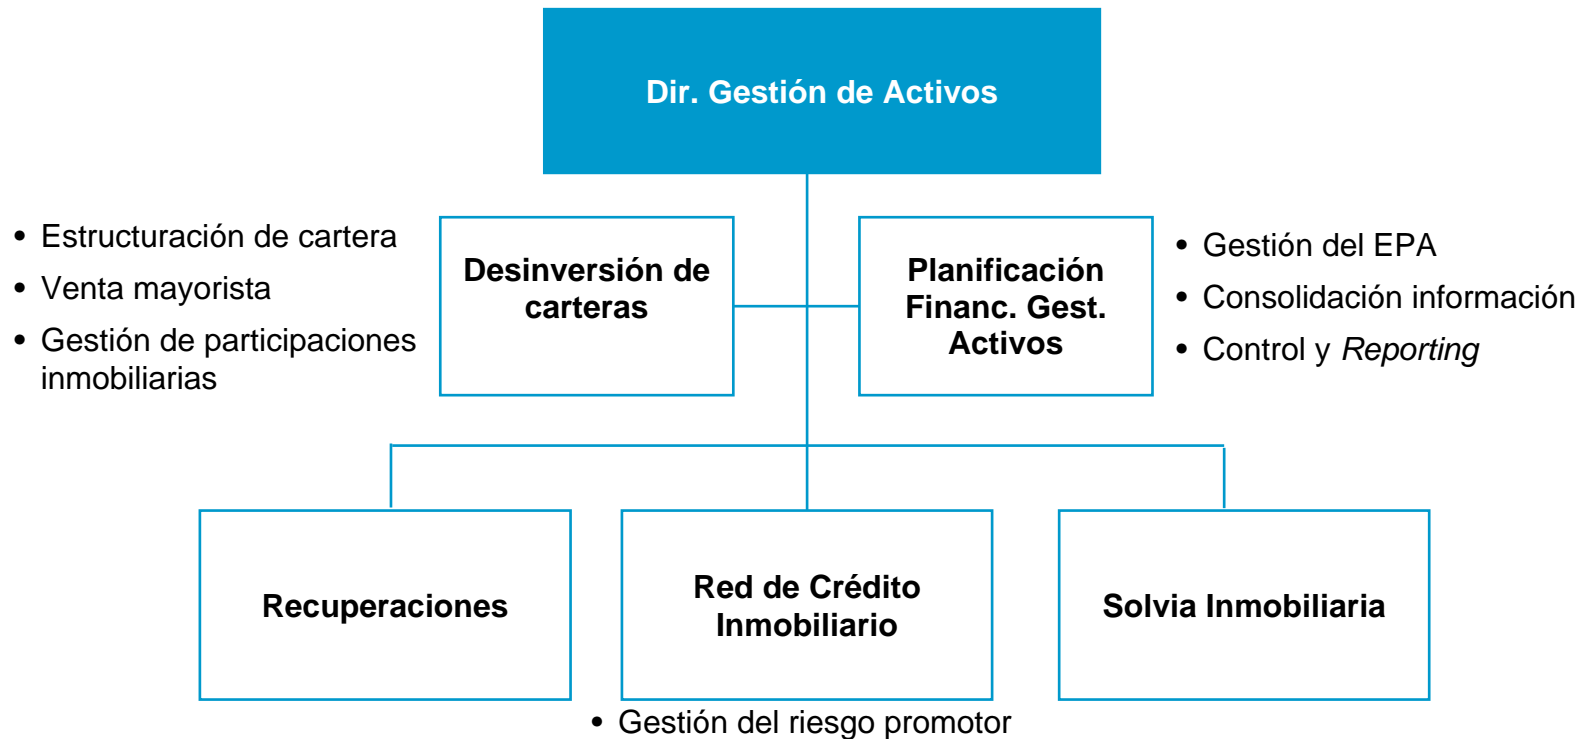 Dir. Gestión de Activos
• Estructuración de cartera
• Venta mayorista
• Gestión de participaciones
inmobiliarias
Desinversión de
carteras
Planificación
Financ. Gest.
Activos
• Gestión del EPA
• Consolidación información
• Control y Reporting
Recuperaciones
Red de Crédito
Inmobiliario
Solvia Inmobiliaria
• Gestión del riesgo promotor